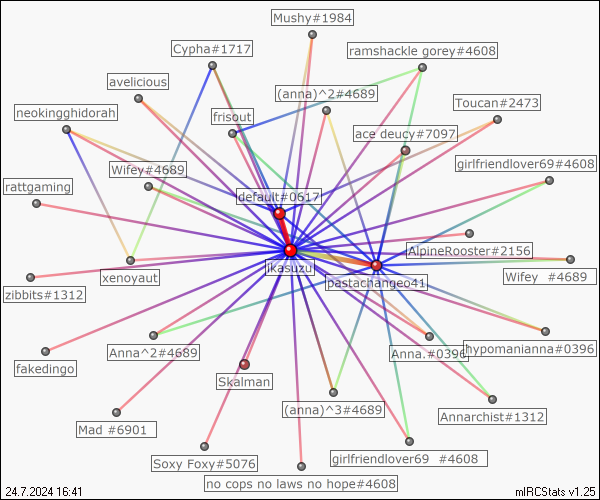 Mushy#1984
Cypha#1717
ramshackle gorey#4608
avelicious
(anna)^2#4689
Toucan#2473
neokingghidorah
frisout
ace deucy#7097
Wifey#4689
girlfriendlover69#4608
rattgaming
default#0617
AlpineRooster#2156
xenoyaut
ikasuzu
Wifey #4689
zibbits#1312
pastachangeo41
Anna^2#4689
Anna.#0396
hypomanianna#0396
fakedingo
Skalman
(anna)^3#4689
Annarchist#1312
Mad #6901
Soxy Foxy#5076
girlfriendlover69 #4608
no cops no laws no hope#4608
24.7.2024 16:41
mIRCStats v1.25